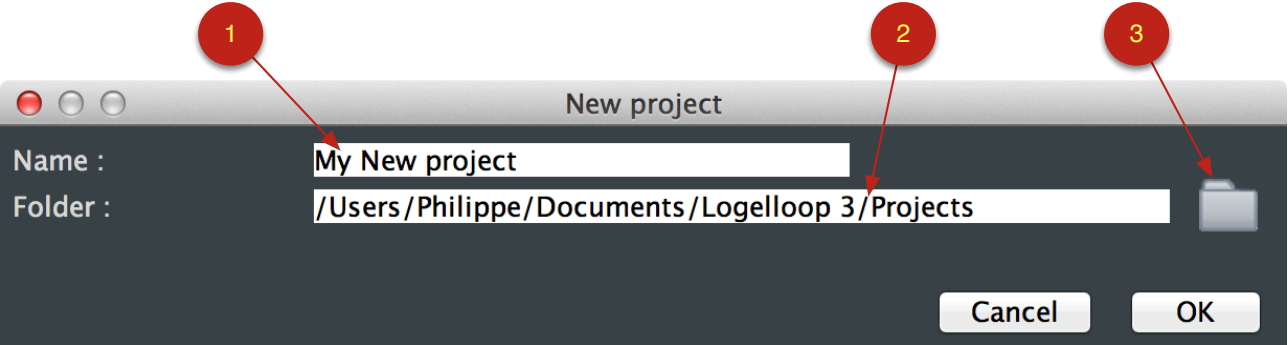 1 2 3
New project
Name : My New project
Folder : /Users/Philippe/Documents/Logelloop 3/Projects
Cancel OK